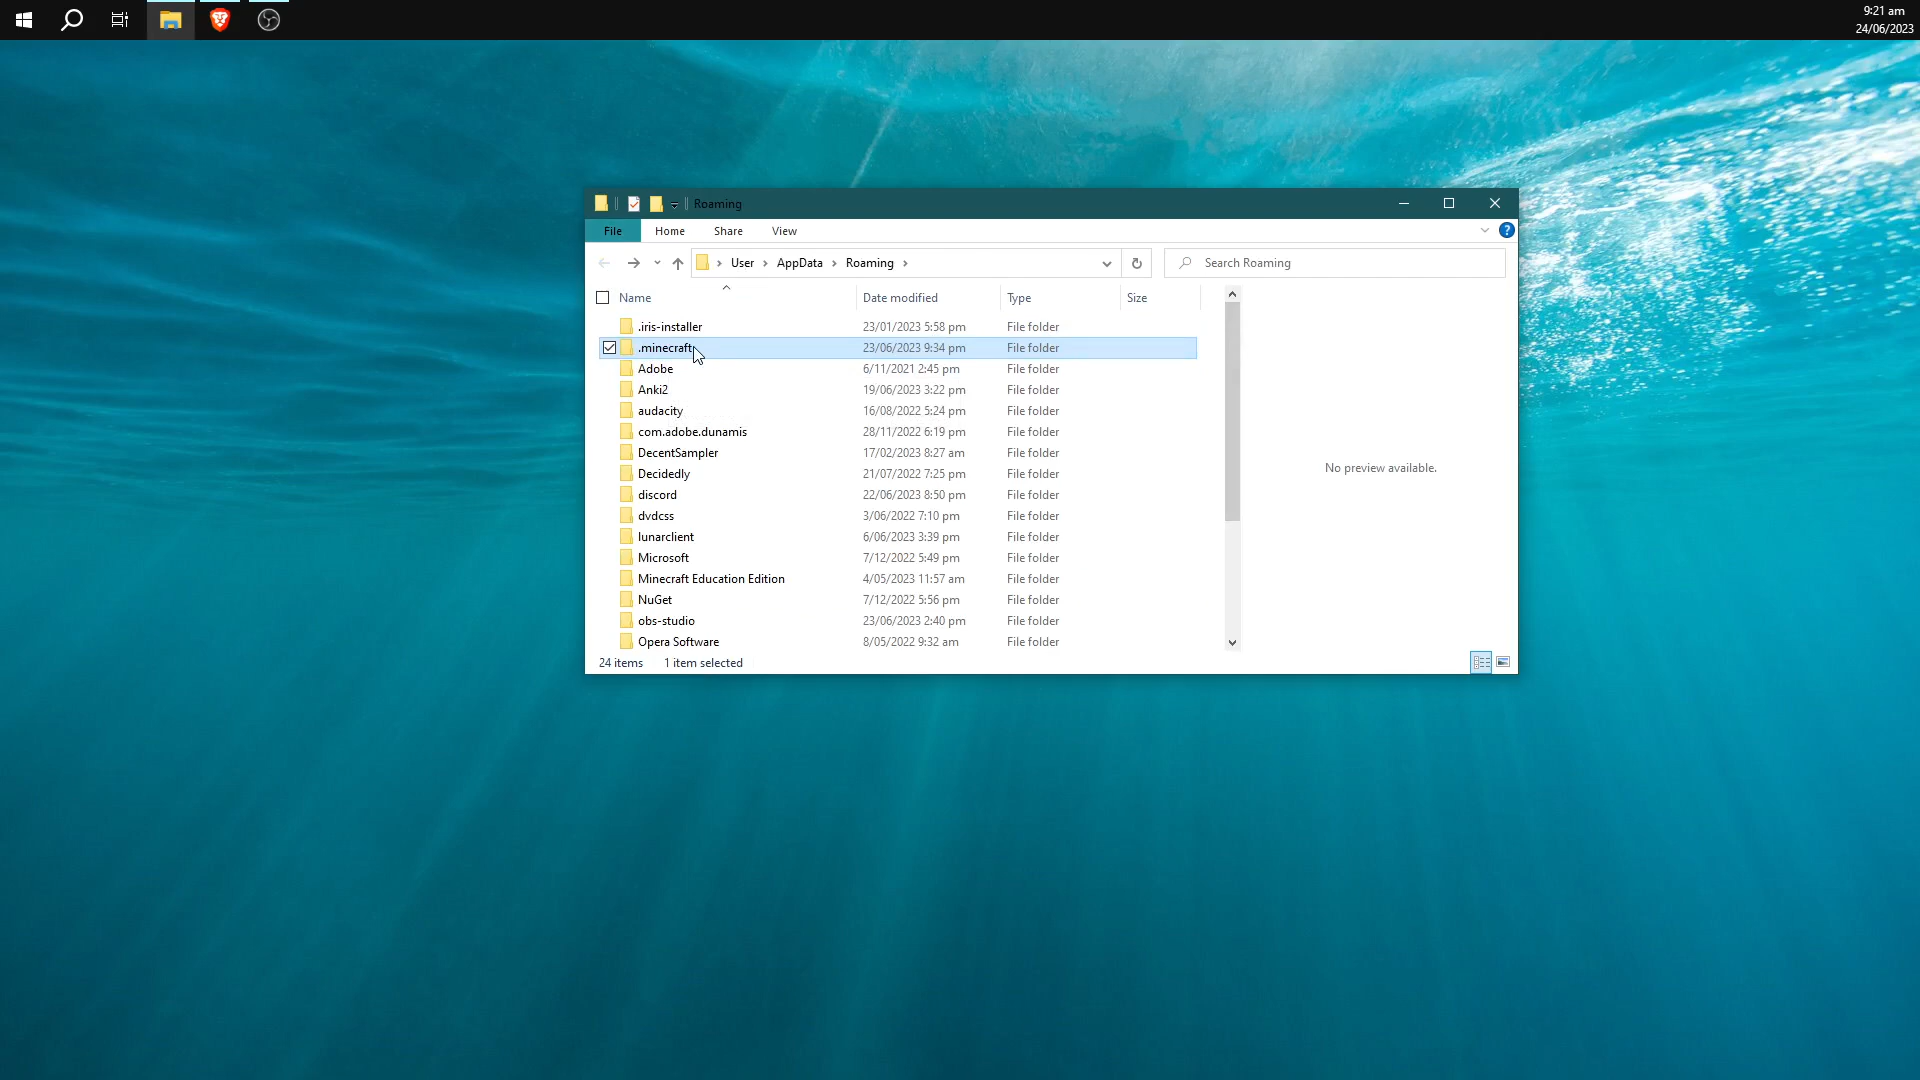 9:21 am
24/06/2023
Roaming
File Home Share View
User AppData Roaming Search Roaming
Name Date modified Type Size
.iris-installer 23/01/2023 5:58 pm File folder
.minecraft 23/06/2023 9:34 pm File folder
Adobe 6/11/2021 2:45 pm File folder
Anki2 19/06/2023 3:22 pm File folder
audacity 16/08/2022 5:24 pm File folder
com.adobe.dunamis 28/11/2022 6:19 pm File folder
DecentSampler 17/02/2023 8:27 am File folder
Decidedly 21/07/2022 7:25 pm File folder
No preview available.
discord 22/06/2023 8:50 pm File folder
dvdcss 3/06/2022 7:10 pm File folder
lunarclient 6/06/2023 3:39 pm File folder
Microsoft 7/12/2022 5:49 pm File folder
Minecraft Education Edition 4/05/2023 11:57 am File folder
NuGet 7/12/2022 5:56 pm File folder
obs-studio 23/06/2023 2:40 pm File folder
Opera Software 8/05/2022 9:32 am File folder
24 items 1 item selected